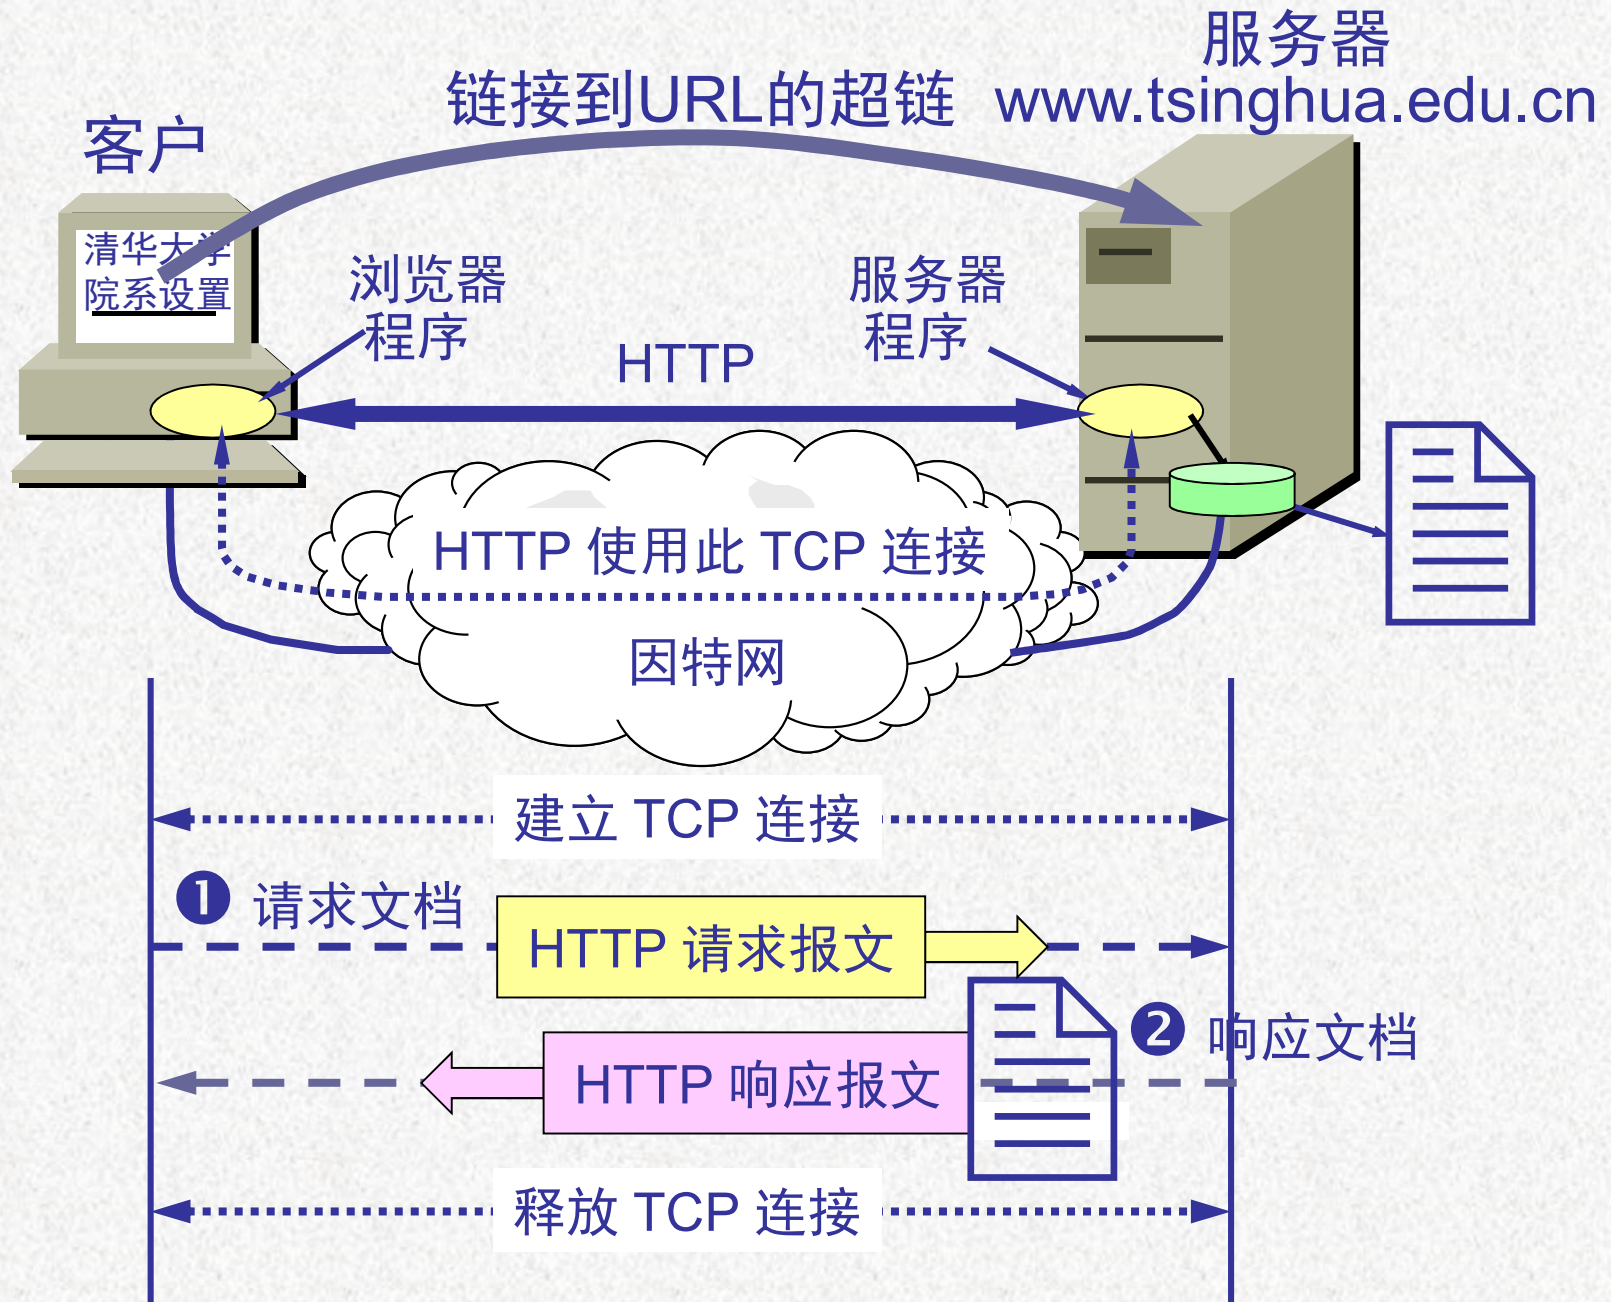 服务器
链接到URL的超链 www.tsinghua.edu.cn
客户
清华大学
院系设置
浏览器
程序
服务器
程序
HTTP
HTTP 使用此 TCP 连接
因特网
建立 TCP 连接
❶ 请求文档
HTTP 请求报文
❷ 响应文档
HTTP 响应报文
释放 TCP 连接